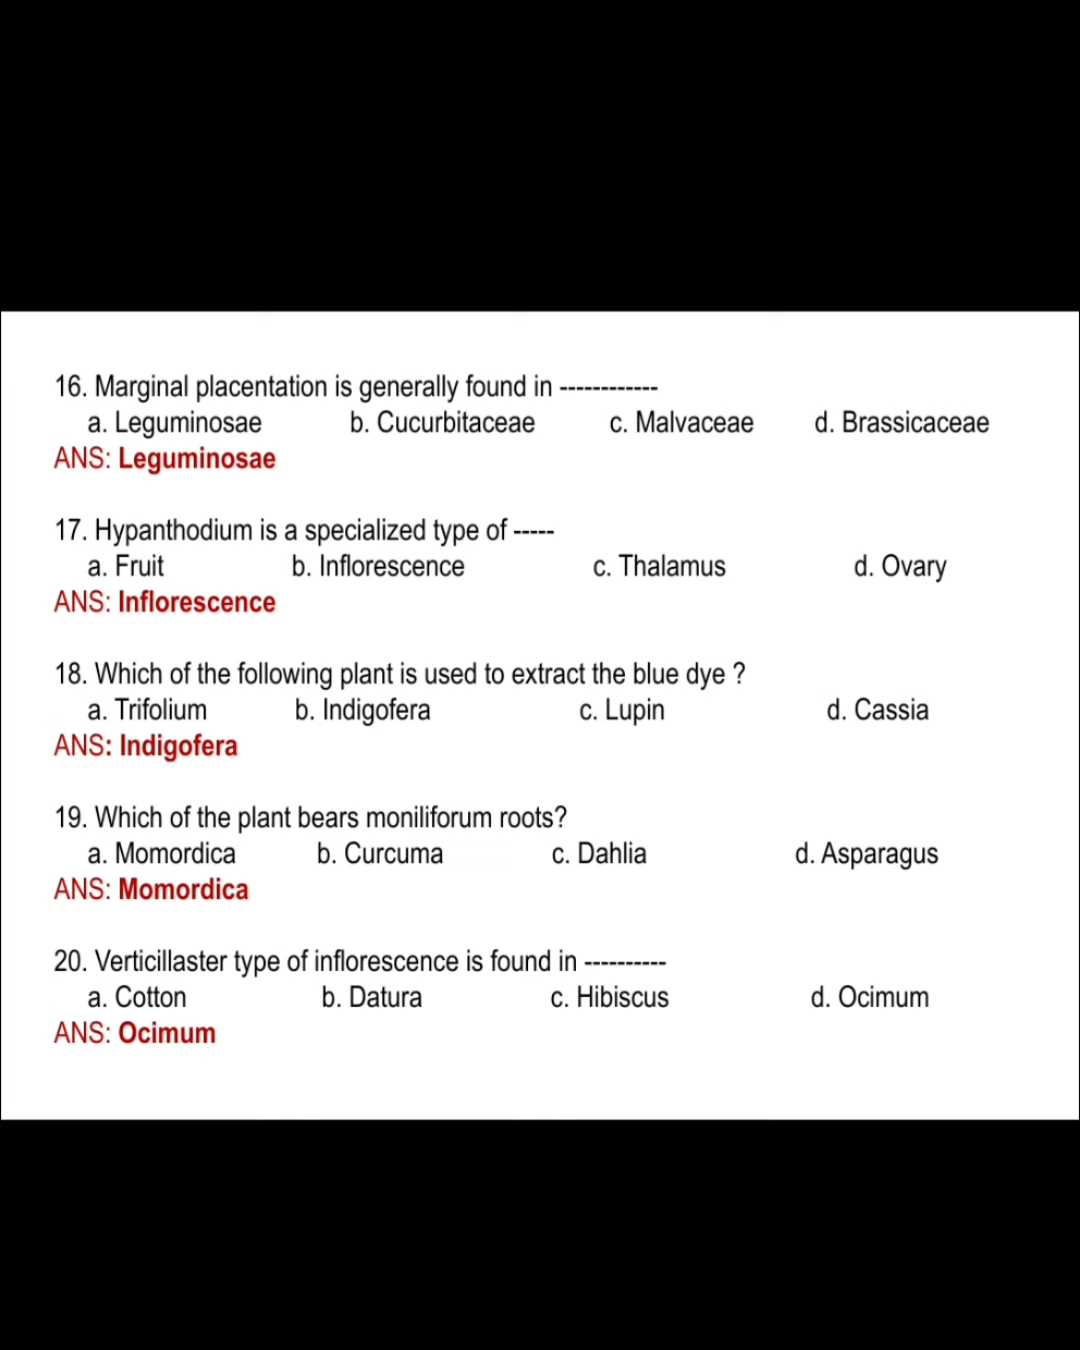 16. Marginal placentation is generally found in ------------
a. Leguminosae b. Cucurbitaceae c. Malvaceae d. Brassicaceae
ANS: Leguminosae
17. Hypanthodium is a specialized type of -----
a. Fruit b. Inflorescence c. Thalamus d. Ovary
ANS: Inflorescence
18. Which of the following plant is used to extract the blue dye ?
a. Trifolium b. Indigofera c. Lupin d. Cassia
ANS: Indigofera
19. Which of the plant bears moniliforum roots?
a. Momordica b. Curcuma c. Dahlia d. Asparagus
ANS: Momordica
20. Verticillaster type of inflorescence is found in ----------
a. Cotton b. Datura c. Hibiscus d. Ocimum
ANS: Ocimum